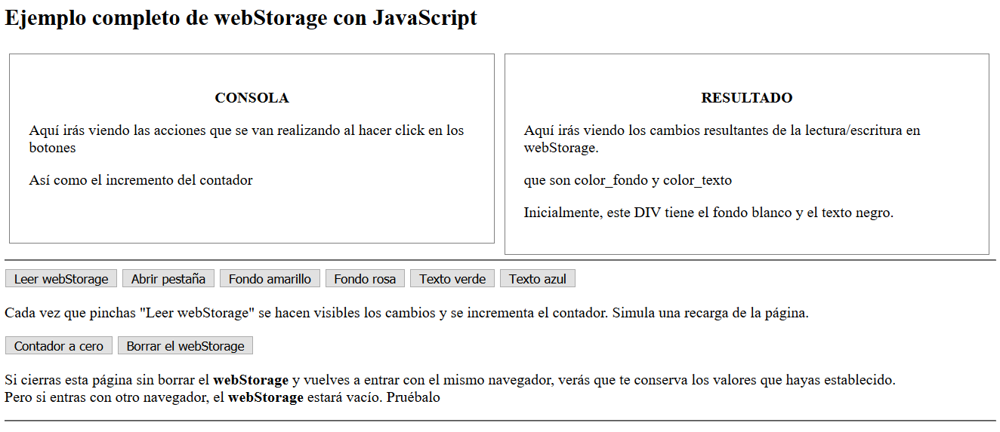 Ejemplo completo de webStorage con JavaScript
CONSOLA
Aquí irás viendo las acciones que se van realizando al hacer click en los
botones
Así como el incremento del contador
RESULTADO
Aquí irás viendo los cambios resultantes de la lectura/escritura en
webStorage.
que son color_fondo y color_texto
Inicialmente, este DIV tiene el fondo blanco y el texto negro.
Leer webStorage Abrir pestaña Fondo amarillo Fondo rosa Texto verde Texto azul
Cada vez que pinchas "Leer webStorage" se hacen visibles los cambios y se incrementa el contador. Simula una recarga de la página.
Contador a cero Borrar el webStorage
Si cierras esta página sin borrar el webStorage y vuelves a entrar con el mismo navegador, verás que te conserva los valores que hayas establecido.
Pero si entras con otro navegador, el webStorage estará vacío. Pruébalo